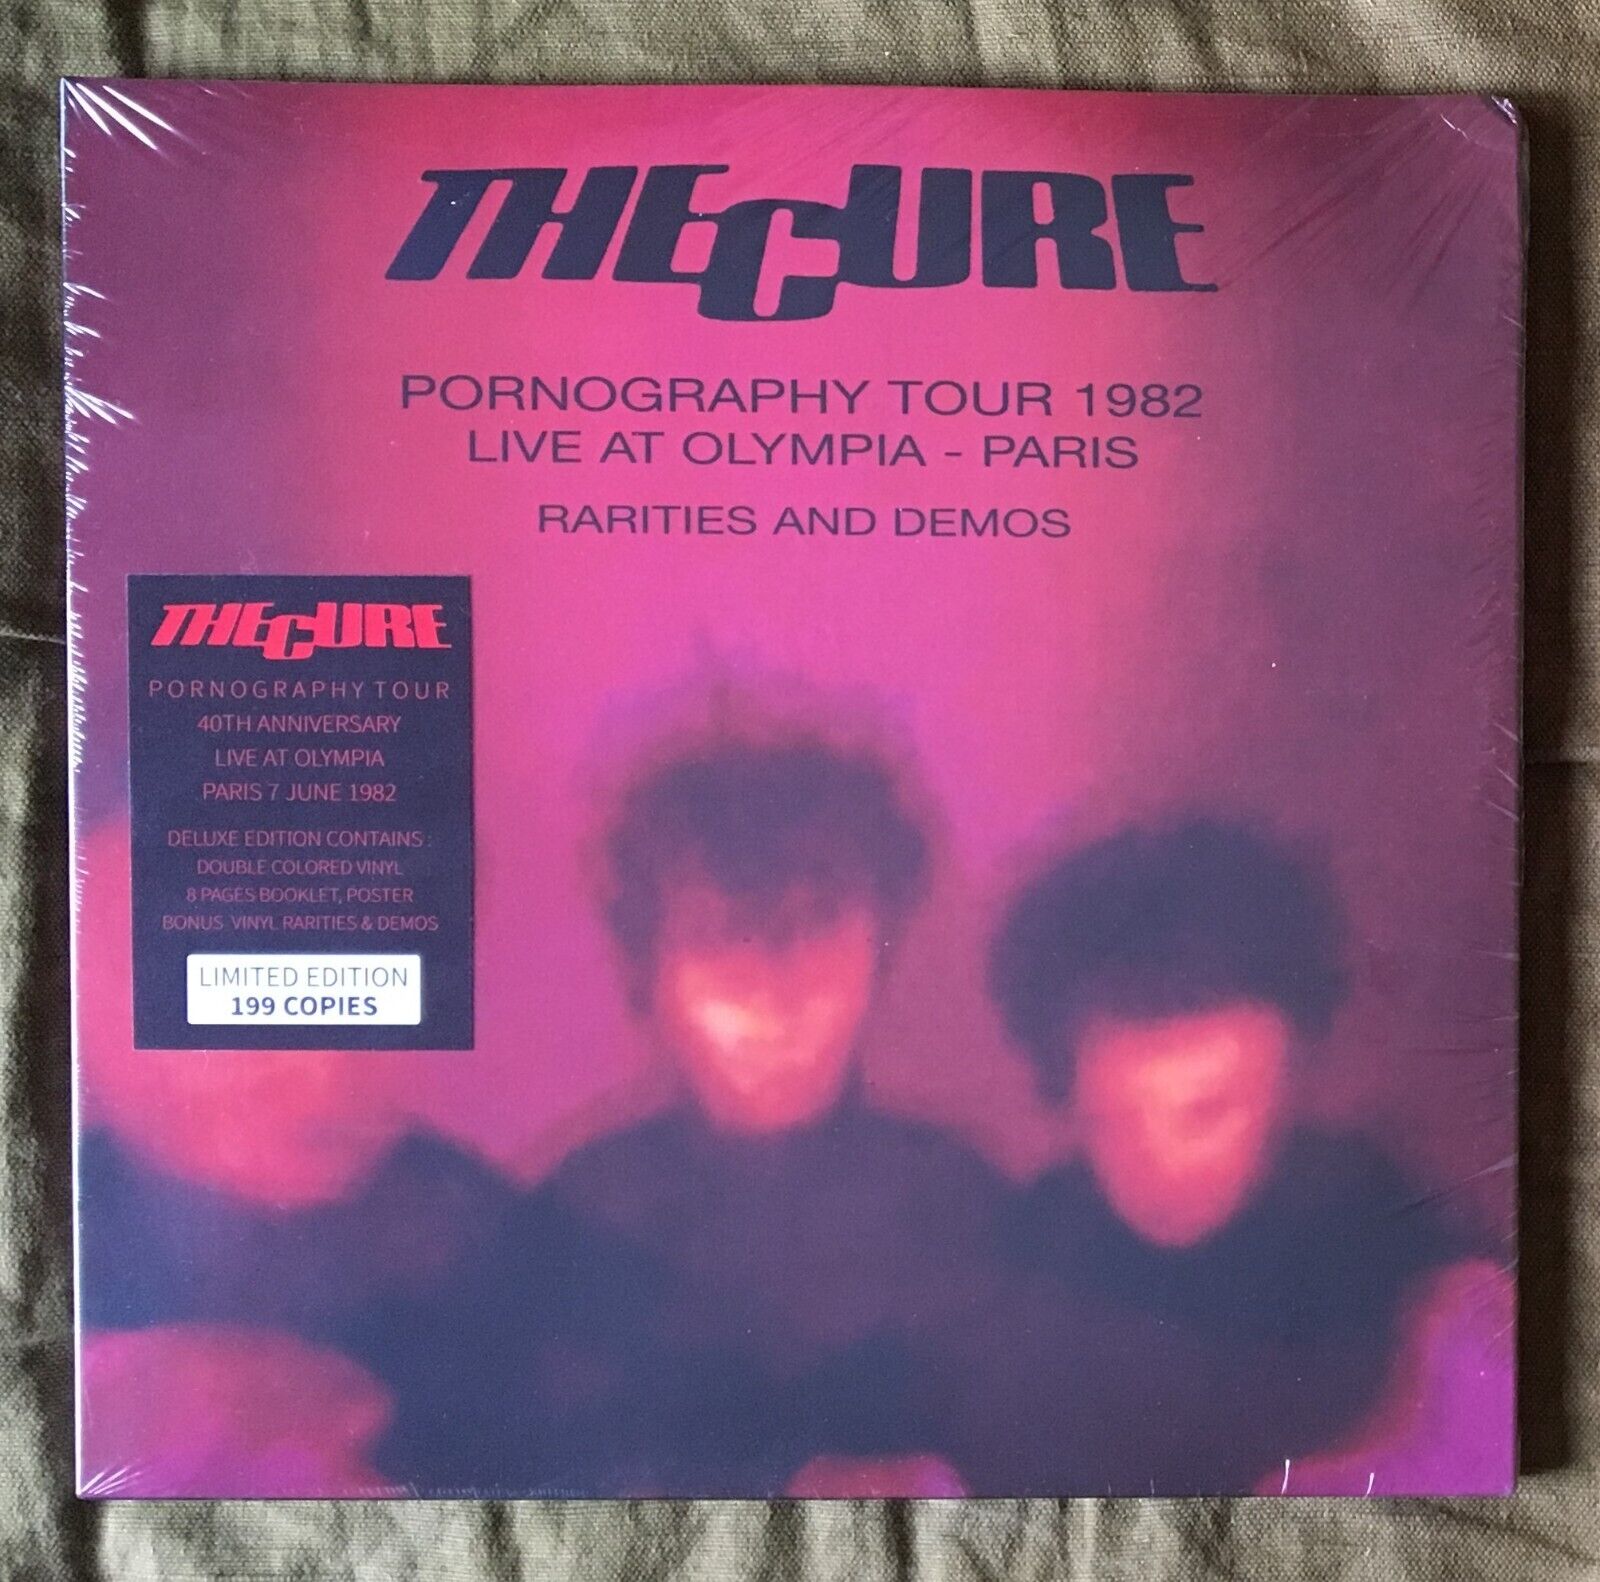 THE CURE
PORNOGRAPHY TOUR 1982
LIVE AT OLYMPIA - PARIS
RARITIES AND DEMOS
THE CURE
PORNOGRAPHY TOUR
40TH ANNIVERSARY
LIVE AT OLYMPIA
PARIS 7 JUNE 1982
DELUXE EDITION CONTAINS :
DOUBLE COLORED VINYL
8 PAGES BOOKLET, POSTER
BONUS VINYL RARITIES & DEMOS
LIMITED EDITION
199 COPIES